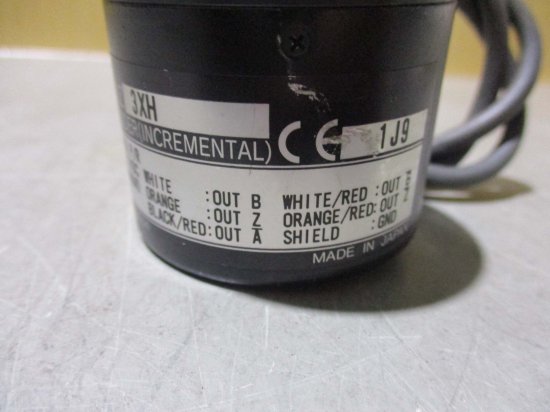 3XH
(INCREMENTAL) CE 1J9
WHITE :OUT B WHITE/RED :OUT
ORANGE :OUT Z ORANGE/RED:OUT
BLACK/RED:OUT A̅ SHIELD :GND
MADE IN JAPAN